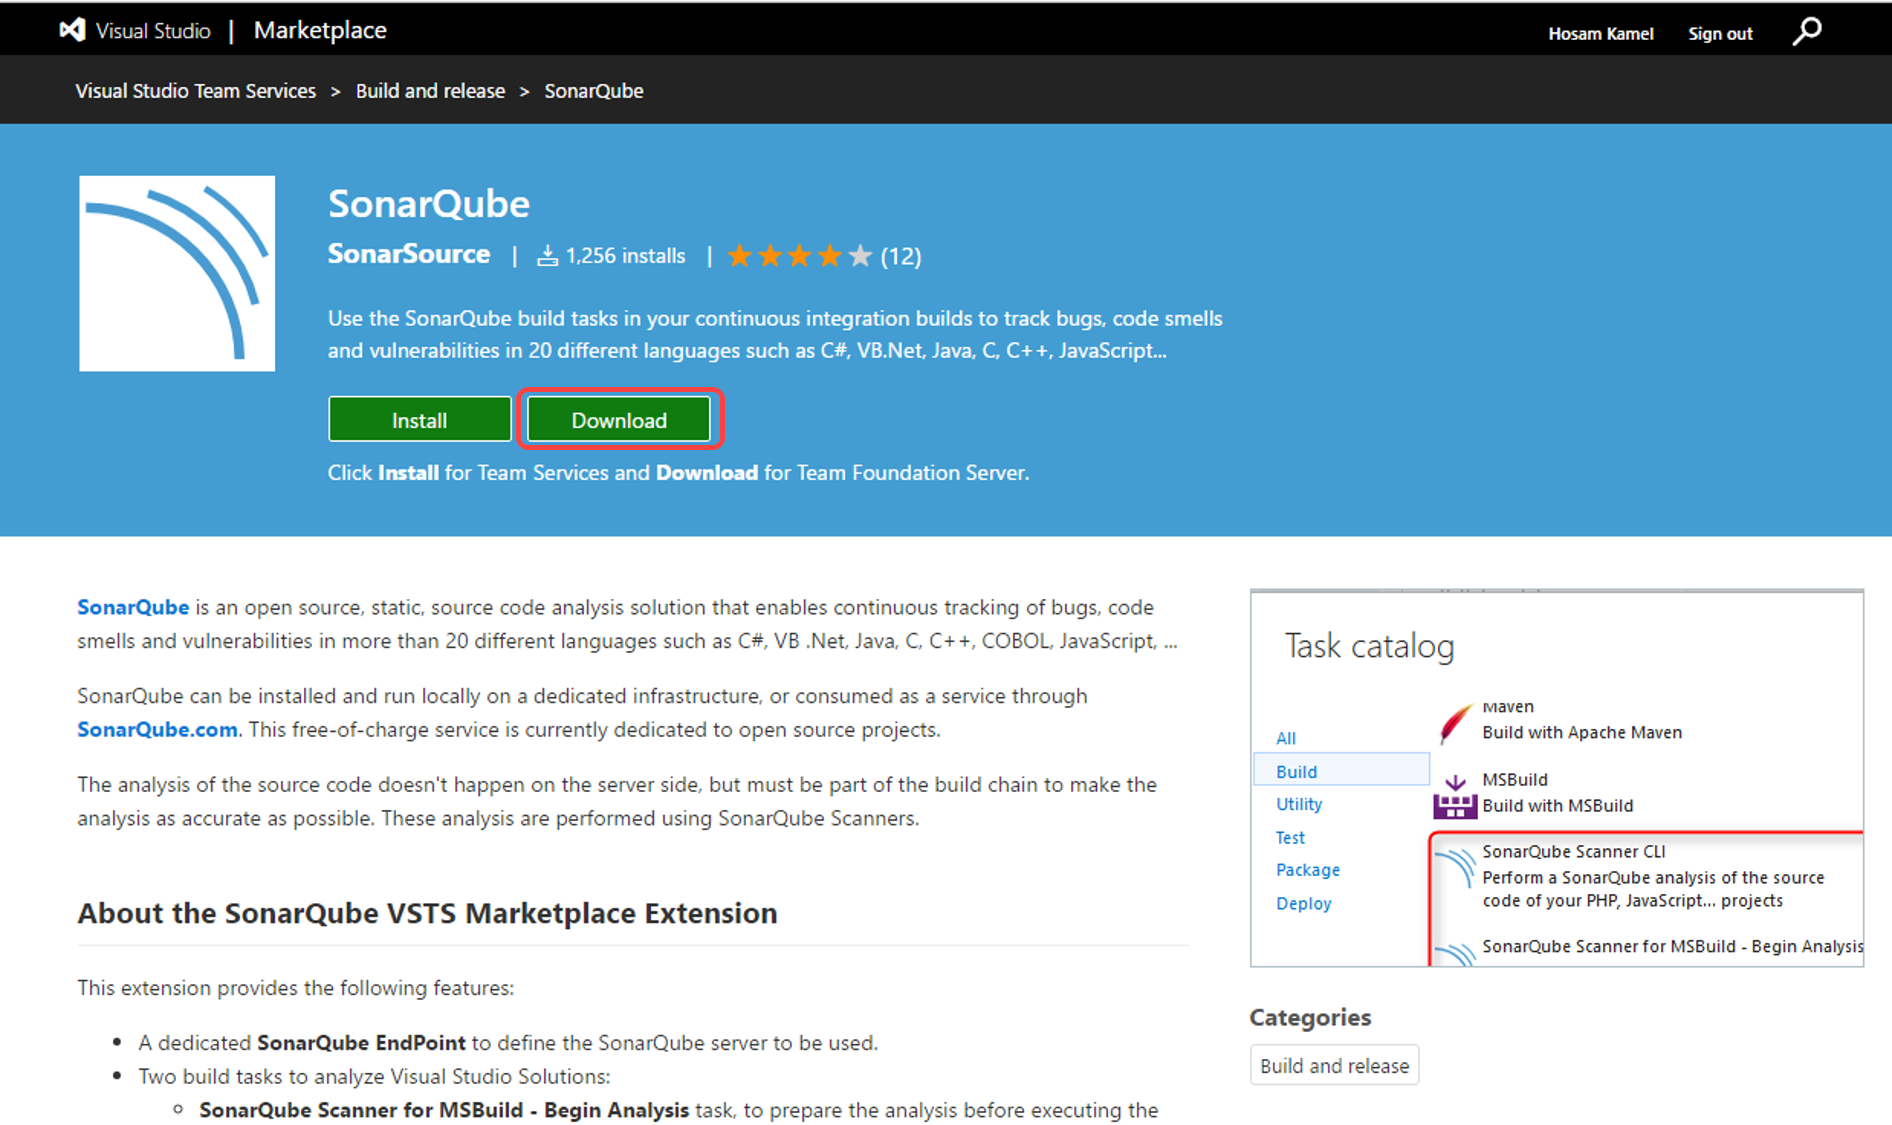 Visual Studio | Marketplace
Hosam Kamel Sign out
Visual Studio Team Services > Build and release > SonarQube
SonarQube
SonarSource | 1,256 installs | (12)
Use the SonarQube build tasks in your continuous integration builds to track bugs, code smells
and vulnerabilities in 20 different languages such as C#, VB.Net, Java, C, C++, JavaScript...
Install Download
Click Install for Team Services and Download for Team Foundation Server.
SonarQube is an open source, static, source code analysis solution that enables continuous tracking of bugs, code
smells and vulnerabilities in more than 20 different languages such as C#, VB .Net, Java, C, C++, COBOL, JavaScript, ...
SonarQube can be installed and run locally on a dedicated infrastructure, or consumed as a service through
SonarQube.com. This free-of-charge service is currently dedicated to open source projects.
The analysis of the source code doesn't happen on the server side, but must be part of the build chain to make the
analysis as accurate as possible. These analysis are performed using SonarQube Scanners.
About the SonarQube VSTS Marketplace Extension
This extension provides the following features:
• A dedicated SonarQube EndPoint to define the SonarQube server to be used.
• Two build tasks to analyze Visual Studio Solutions:
○ SonarQube Scanner for MSBuild - Begin Analysis task, to prepare the analysis before executing the
Task catalog
All
Build
Utility
Test
Package
Deploy
Maven
Build with Apache Maven
MSBuild
Build with MSBuild
SonarQube Scanner CLI
Perform a SonarQube analysis of the source
code of your PHP, JavaScript... projects
SonarQube Scanner for MSBuild - Begin Analysis
Categories
Build and release